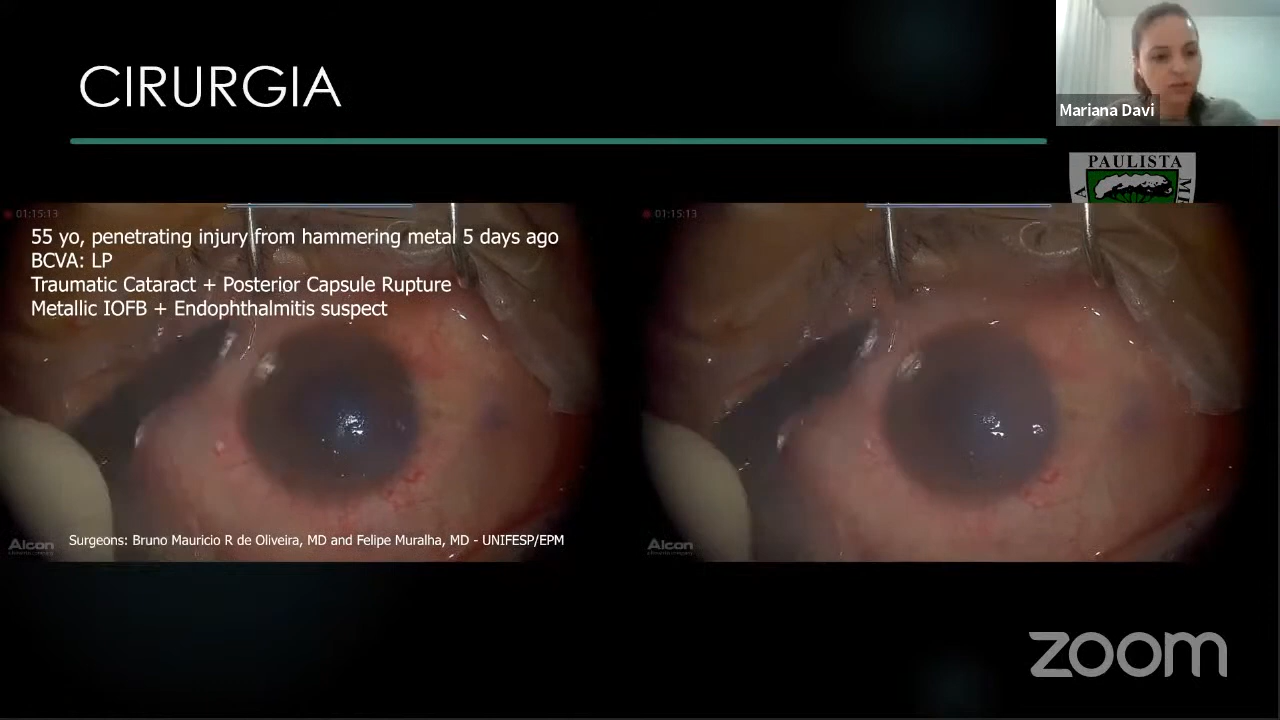 CIRURGIA
Mariana Davi
PAULISTA
01:15:13
55 yo, penetrating injury from hammering metal 5 days ago
BCVA: LP
Traumatic Cataract + Posterior Capsule Rupture
Metallic IOFB + Endophthalmitis suspect
Alcon
Surgeons: Bruno Mauricio R de Oliveira, MD and Felipe Muralha, MD - UNIFESP/EPM
01:15:13
Alcon
zoom